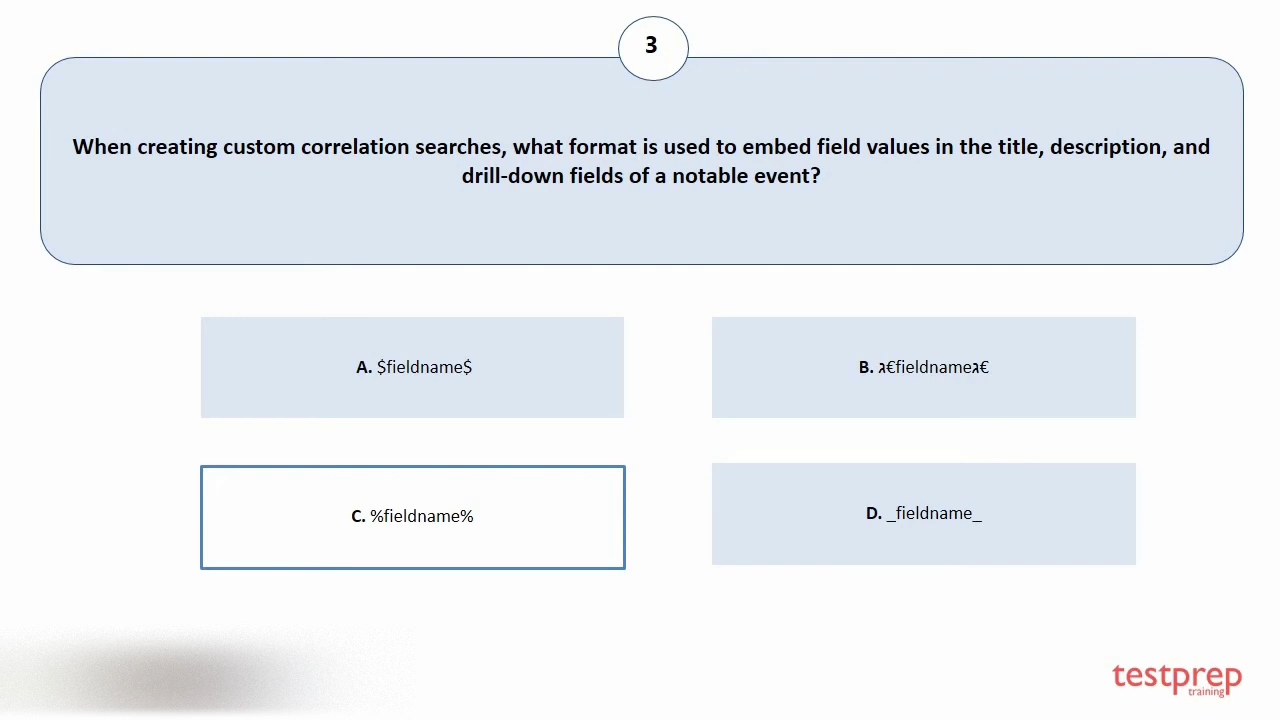 3
When creating custom correlation searches, what format is used to embed field values in the title, description, and
drill-down fields of a notable event?
A. $fieldname$
B. ג€fieldnameג€
C. %fieldname%
D. _fieldname_
testprep
training